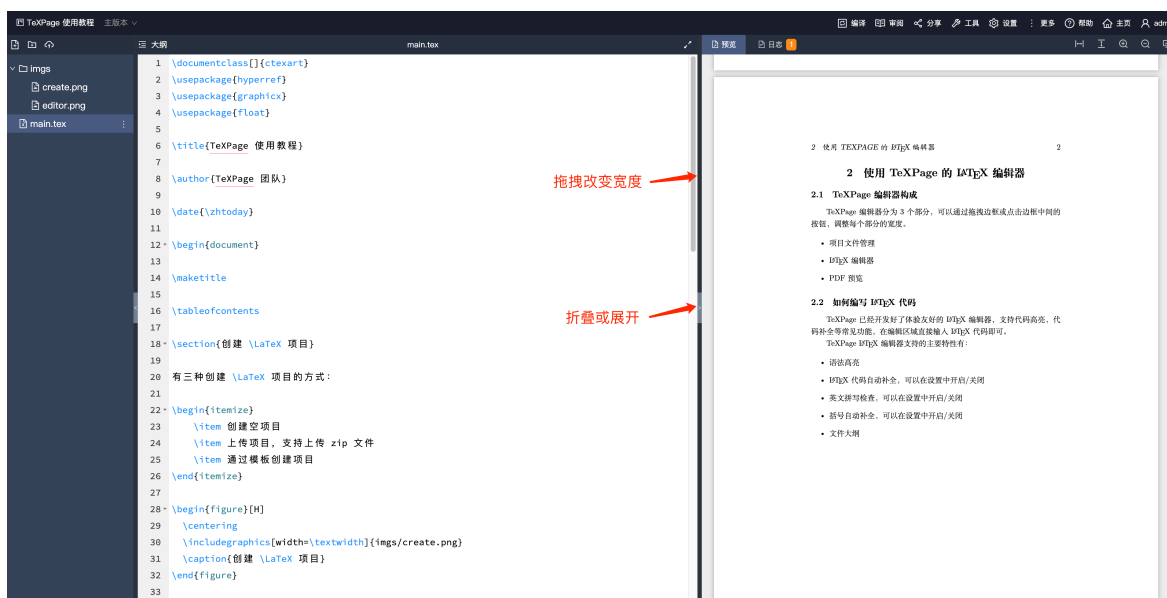 TeXPage 使用教程 主版本 编译 审阅 分享 工具 设置 更多 帮助 主页
大纲 main.tex 预览 日志 1
imgs
create.png
editor.png
main.tex
1 \documentclass[]{ctexart}
2 \usepackage{hyperref}
3 \usepackage{graphicx}
4 \usepackage{float}
5
6 \title{TeXPage 使用教程}
7
8 \author{TeXPage 团队}
9
10 \date{\zhtoday}
11
12 \begin{document}
13
14 \maketitle
15
16 \tableofcontents
17
18 \section{创建 \LaTeX 项目}
19
20 有三种创建 \LaTeX 项目的方式：
21
22 \begin{itemize}
23 \item 创建空项目
24 \item 上传项目，支持上传 zip 文件
25 \item 通过模板创建项目
26 \end{itemize}
27
28 \begin{figure}[H]
29 \centering
30 \includegraphics[width=\textwidth]{imgs/create.png}
31 \caption{创建 \LaTeX 项目}
32 \end{figure}
33
拖拽改变宽度
折叠或展开
2 使用 TEXPAGE 的 LATEX 编辑器 2
2 使用 TeXPage 的 LATEX 编辑器
2.1 TeXPage 编辑器构成
TeXPage 编辑器分为 3 个部分，可以通过拖拽边框或点击边框中间的
按钮，调整每个部分的宽度。
• 项目文件管理
• LATEX 编辑器
• PDF 预览
2.2 如何编写 LATEX 代码
TeXPage 已经开发好了体验友好的 LATEX 编辑器，支持代码高亮，代
码补全等常见功能，在编辑区域直接输入 LATEX 代码即可。
TeXPage LATEX 编辑器支持的主要特性有：
• 语法高亮
• LATEX 代码自动补全，可以在设置中开启/关闭
• 英文拼写检查，可以在设置中开启/关闭
• 括号自动补全，可以在设置中开启/关闭
• 文件大纲